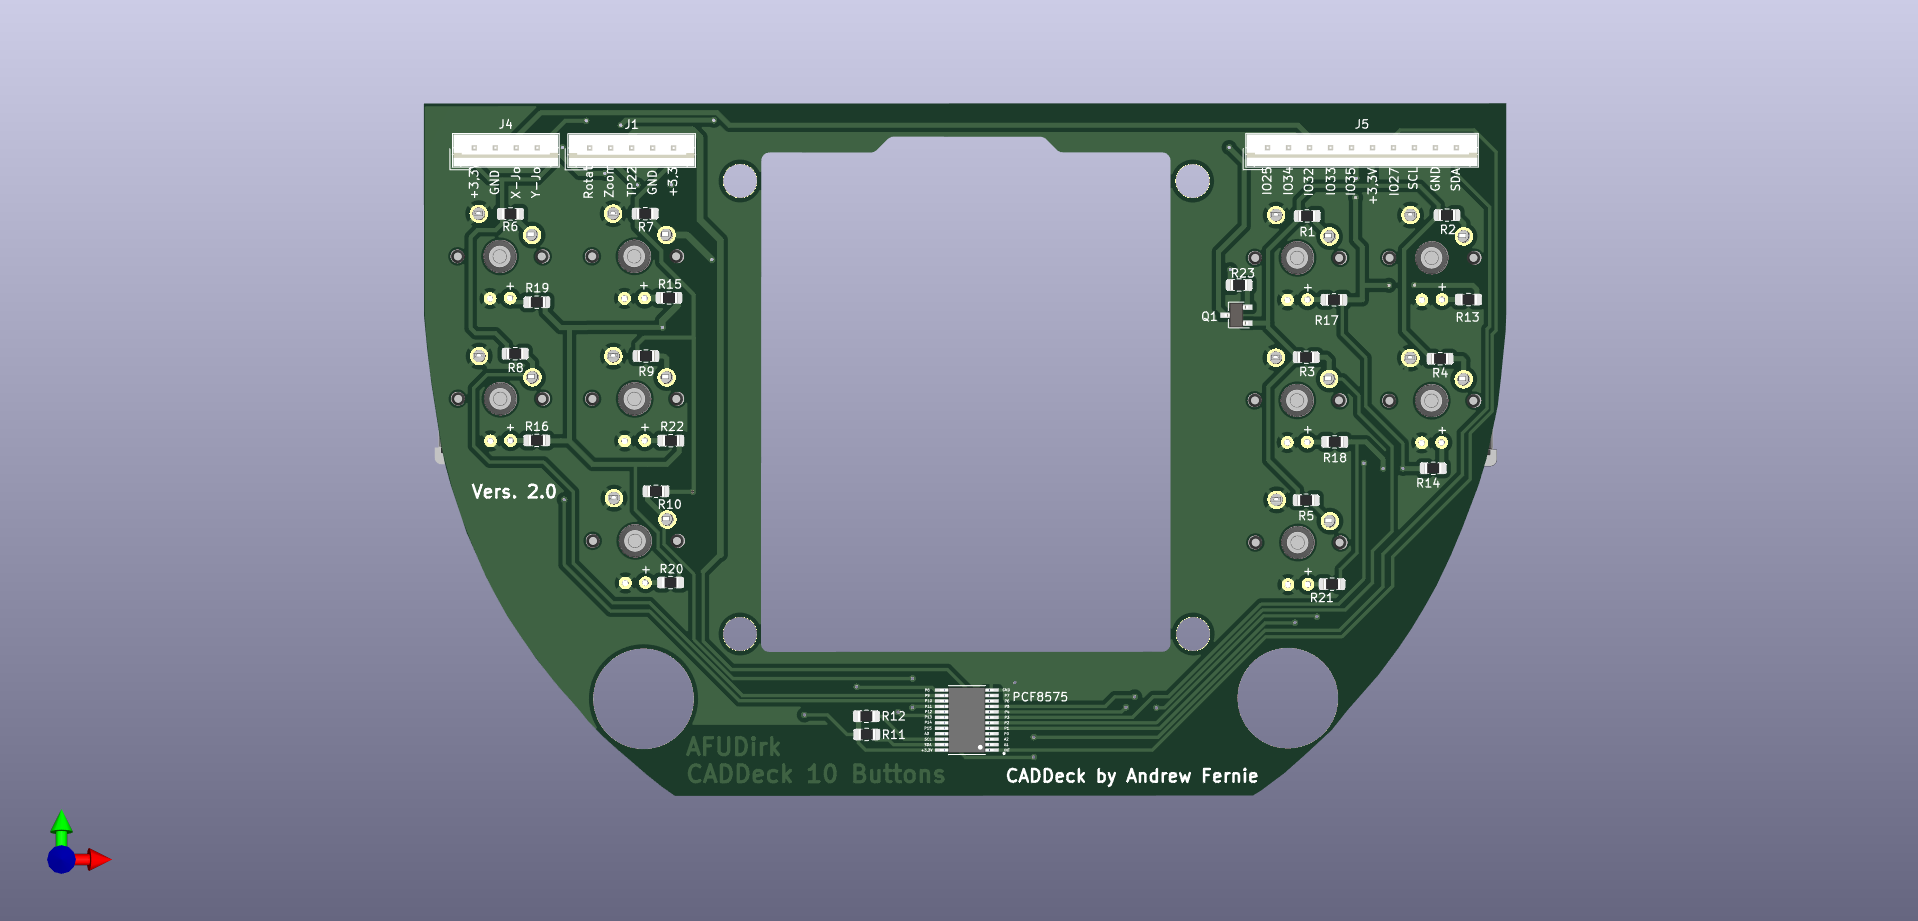 J4
J1
J5
+3.3V
GND
X-Jo
Y-Jo
Rotat
Zoom
TP22
GND
+3.3
IO25
IO34
IO32
IO33
IO35
+3.3V
IO27
SCL
GND
SDA
R6
R7
R1
R2
R23
R19
+
+
R15
+
+
Q1
R17
R13
R8
R9
R3
R4
+
R16
+
R22
+
+
R18
R14
Vers. 2.0
R10
R5
+
R20
+
R21
PCF8575
R12
R11
AFUDirk
CADDeck 10 Buttons
CADDeck by Andrew Fernie